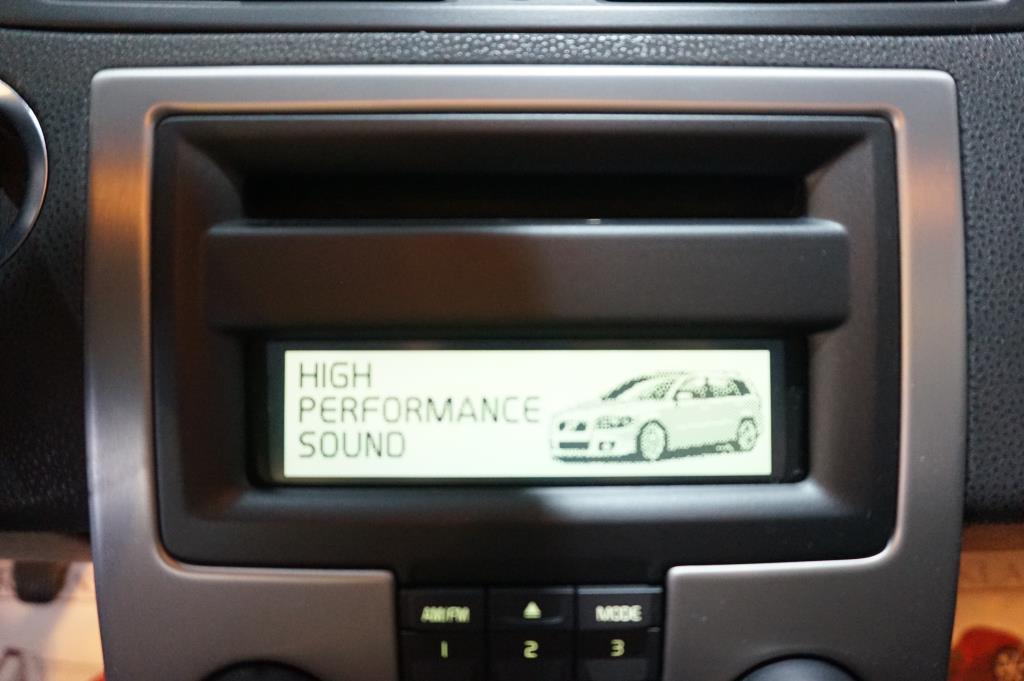 HIGH
PERFORMANCE
SOUND
AM/FM
MODE
1
2
3